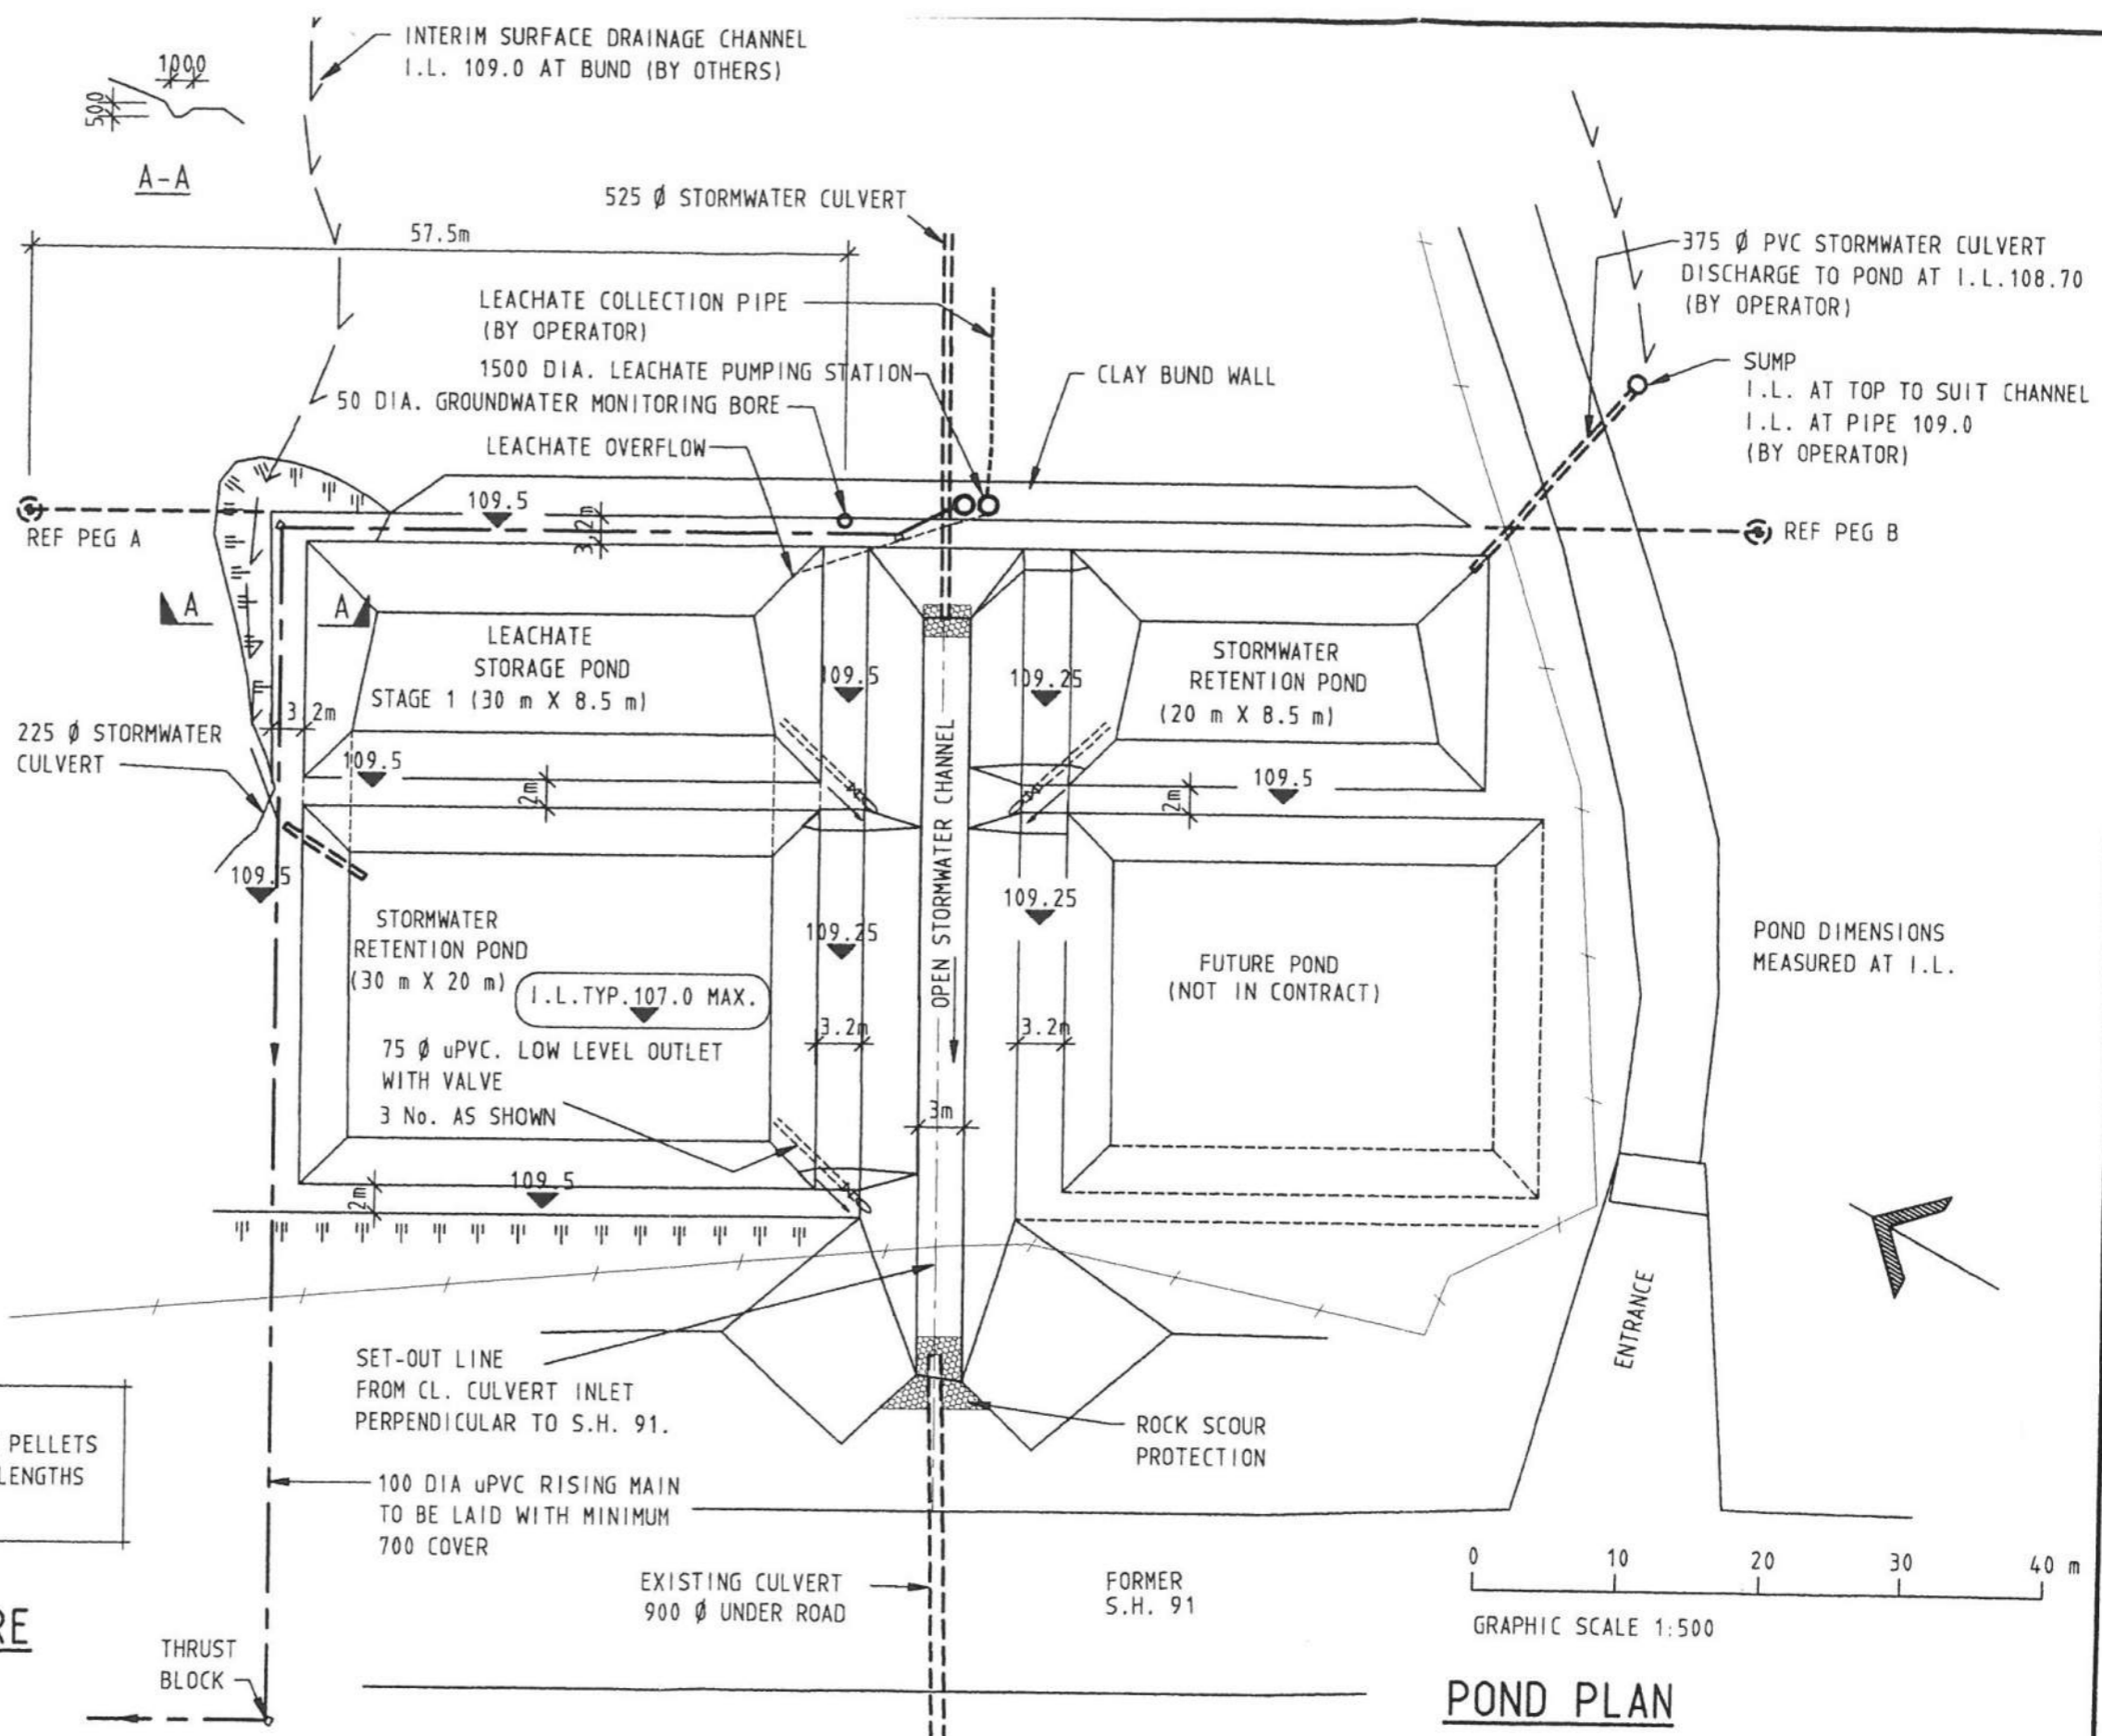 INTERIM SURFACE DRAINAGE CHANNEL
I.L. 109.0 AT BUND (BY OTHERS)
1000
500
A-A
525 Ø STORMWATER CULVERT
57.5m
375 Ø PVC STORMWATER CULVERT
DISCHARGE TO POND AT I.L.108.70
(BY OPERATOR)
LEACHATE COLLECTION PIPE
(BY OPERATOR)
1500 DIA. LEACHATE PUMPING STATION
CLAY BUND WALL
SUMP
I.L. AT TOP TO SUIT CHANNEL
I.L. AT PIPE 109.0
(BY OPERATOR)
50 DIA. GROUNDWATER MONITORING BORE
LEACHATE OVERFLOW
109.5
3.2m
REF PEG A
REF PEG B
A
A
LEACHATE
STORAGE POND
STAGE 1 (30 m X 8.5 m)
109.5
109.25
STORMWATER
RETENTION POND
(20 m X 8.5 m)
3.2m
225 Ø STORMWATER
CULVERT
109.5
2m
109.5
2m
OPEN STORMWATER CHANNEL
109.5
STORMWATER
RETENTION POND
(30 m X 20 m)
I.L.TYP.107.0 MAX.
109.25
109.25
FUTURE POND
(NOT IN CONTRACT)
POND DIMENSIONS
MEASURED AT I.L.
75 Ø uPVC. LOW LEVEL OUTLET
WITH VALVE
3 No. AS SHOWN
3.2m
3.2m
3m
109.5
2m
SET-OUT LINE
FROM CL. CULVERT INLET
PERPENDICULAR TO S.H. 91.
ENTRANCE
ROCK SCOUR
PROTECTION
PELLETS
LENGTHS
100 DIA uPVC RISING MAIN
TO BE LAID WITH MINIMUM
700 COVER
EXISTING CULVERT
900 Ø UNDER ROAD
FORMER
S.H. 91
0 10 20 30 40 m
GRAPHIC SCALE 1:500
RE
THRUST
BLOCK
POND PLAN